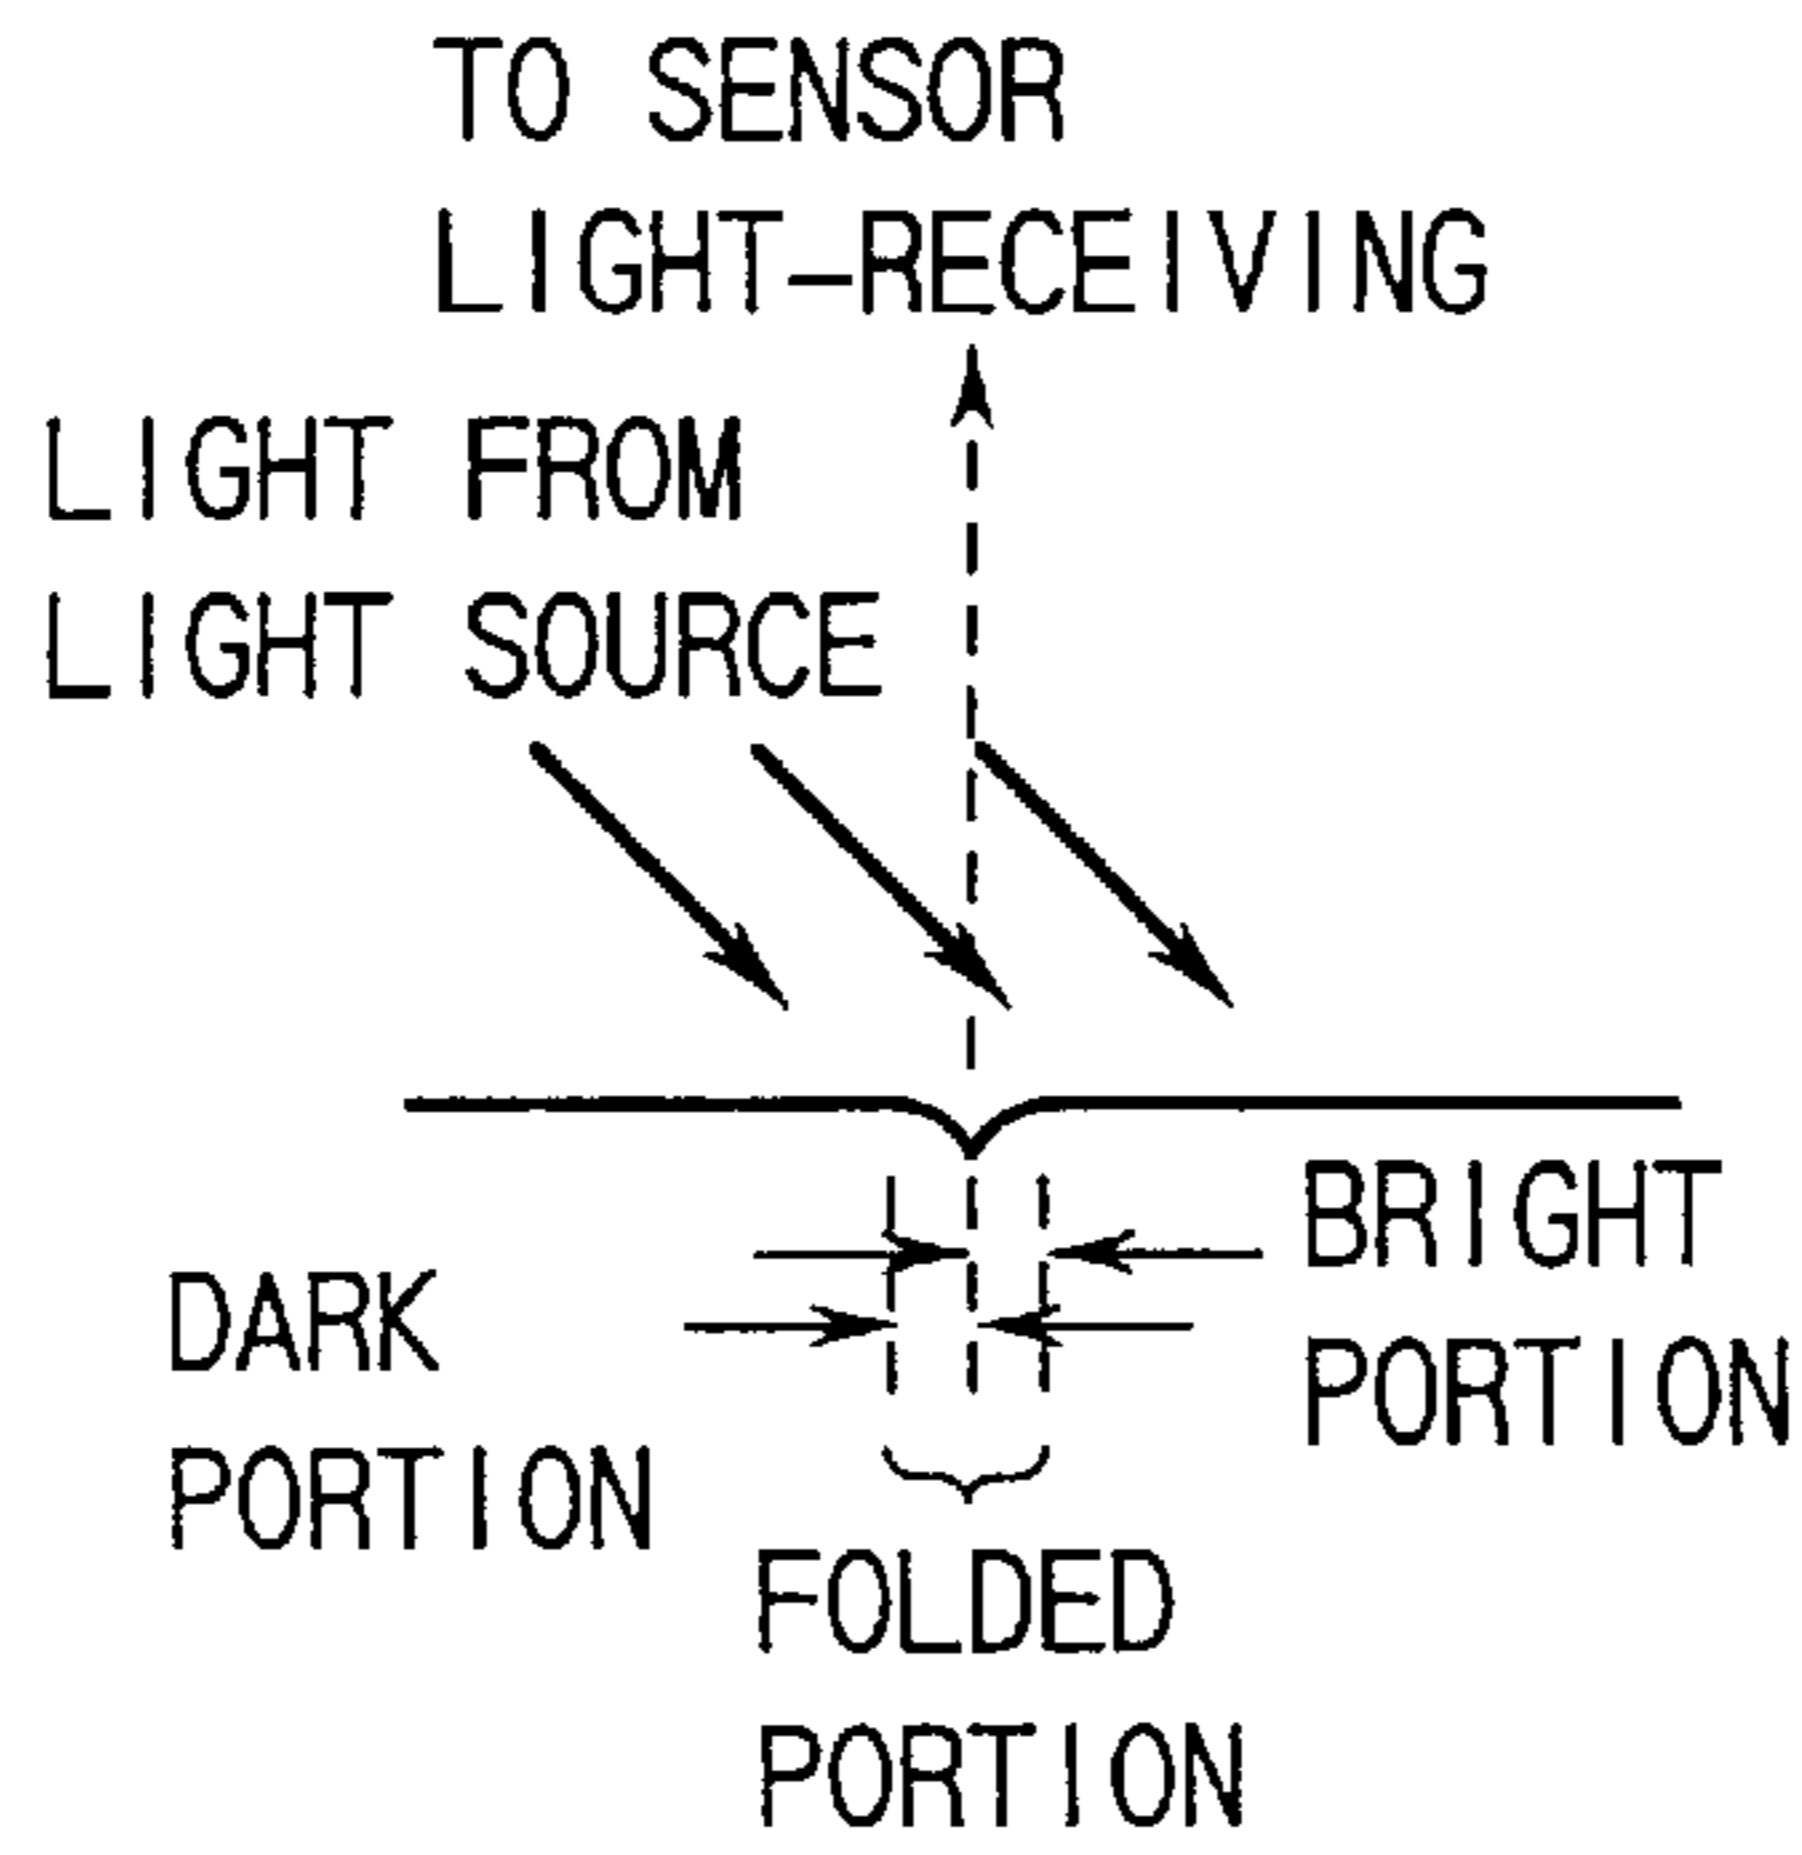 TO SENSOR
LIGHT-RECEIVING
LIGHT FROM
LIGHT SOURCE
DARK
PORTION
BRIGHT
PORTION
FOLDED
PORTION